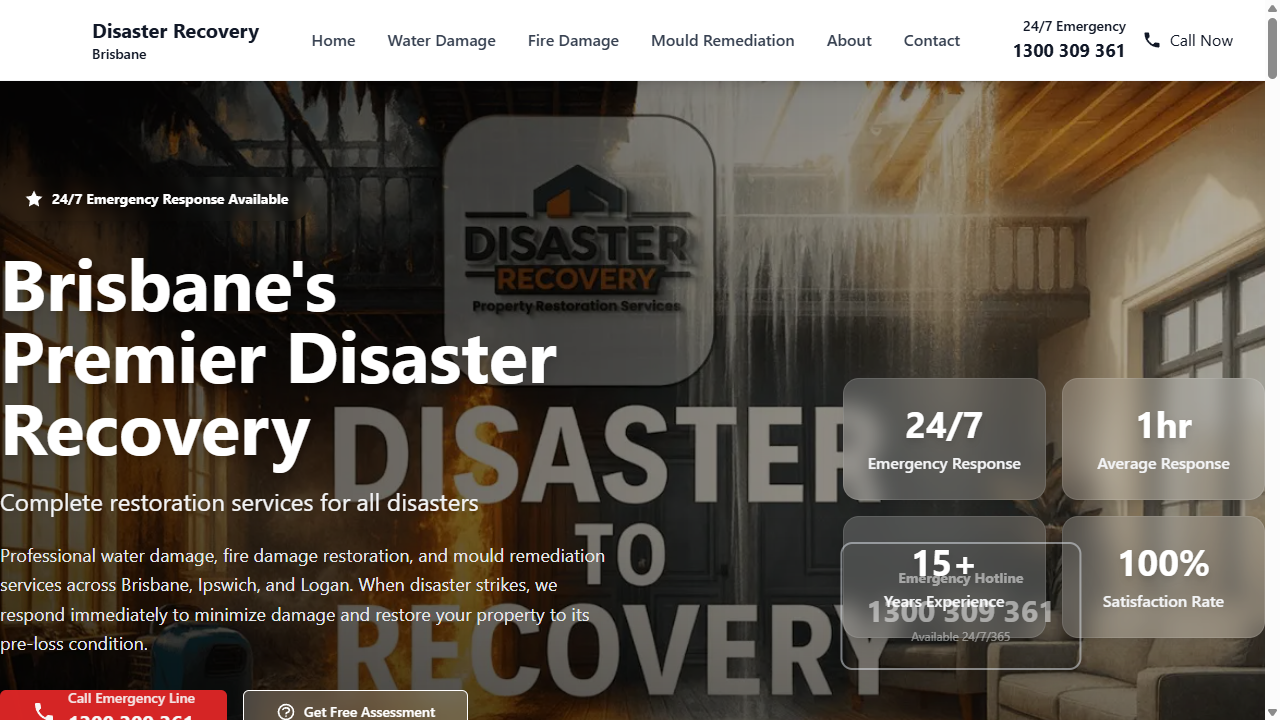 Disaster Recovery
Brisbane
Home
Water Damage
Fire Damage
Mould Remediation
About
Contact
24/7 Emergency
1300 309 361
Call Now
24/7 Emergency Response Available
DISASTER
RECOVERY
Property Restoration Services
Brisbane's
Premier Disaster
Recovery
Complete restoration services for all disasters
Professional water damage, fire damage restoration, and mould remediation
services across Brisbane, Ipswich, and Logan. When disaster strikes, we
respond immediately to minimize damage and restore your property to its
pre-loss condition.
Call Emergency Line
1300 309 361
Get Free Assessment
DISASTER
TO
RECOVERY
24/7
Emergency Response
1hr
Average Response
15+
Years Experience
100%
Satisfaction Rate
Emergency Hotline
1300 309 361
Available 24/7/365